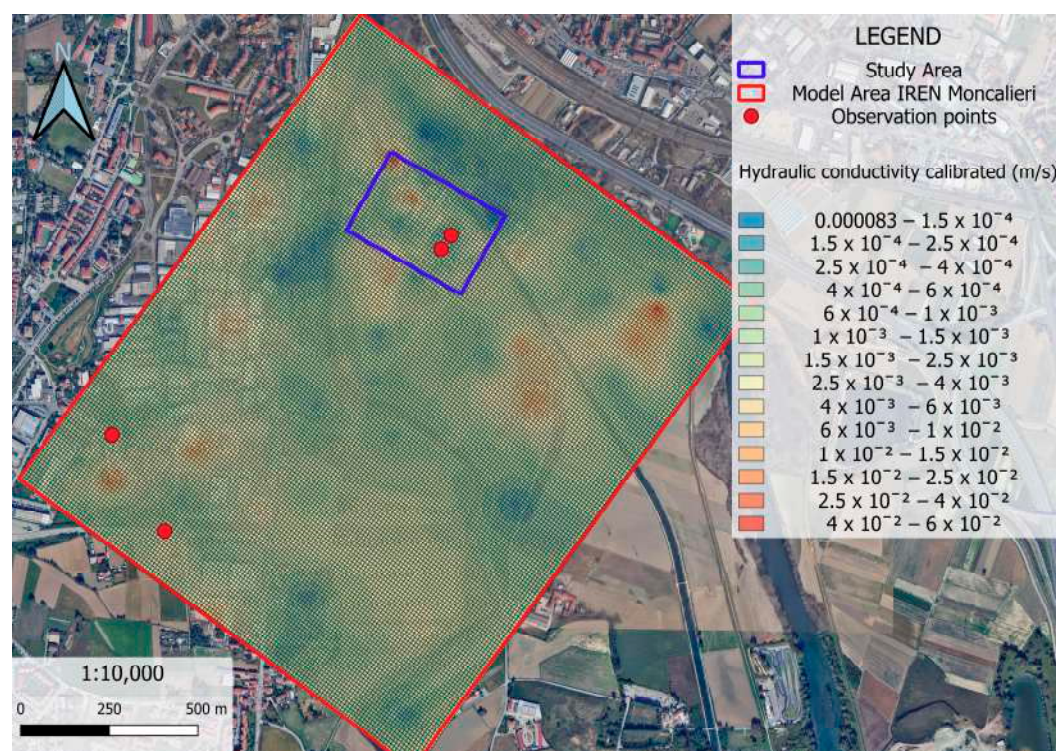 N
LEGEND
Study Area
Model Area IREN Moncalieri
Observation points
Hydraulic conductivity calibrated (m/s)
0.000083 – 1.5 x 10⁻⁴
1.5 x 10⁻⁴ – 2.5 x 10⁻⁴
2.5 x 10⁻⁴ – 4 x 10⁻⁴
4 x 10⁻⁴ – 6 x 10⁻⁴
6 x 10⁻⁴ – 1 x 10⁻³
1 x 10⁻³ – 1.5 x 10⁻³
1.5 x 10⁻³ – 2.5 x 10⁻³
2.5 x 10⁻³ – 4 x 10⁻³
4 x 10⁻³ – 6 x 10⁻³
6 x 10⁻³ – 1 x 10⁻²
1 x 10⁻² – 1.5 x 10⁻²
1.5 x 10⁻² – 2.5 x 10⁻²
2.5 x 10⁻² – 4 x 10⁻²
4 x 10⁻² – 6 x 10⁻²
1:10,000
0 250 500 m